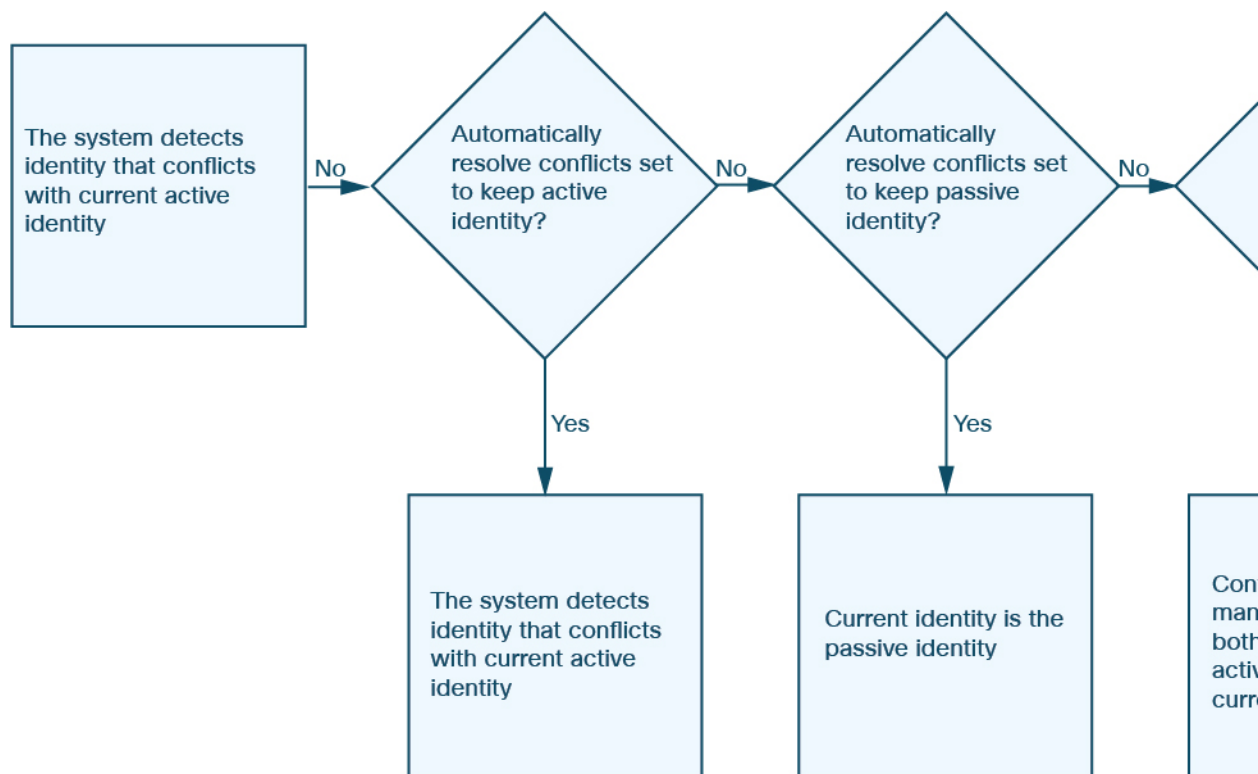 The system detects
identity that conflicts
with current active
identity
No
Automatically
resolve conflicts set
to keep active
identity?
No
Automatically
resolve conflicts set
to keep passive
identity?
No
Yes
Yes
The system detects
identity that conflicts
with current active
identity
Current identity is the
passive identity
both